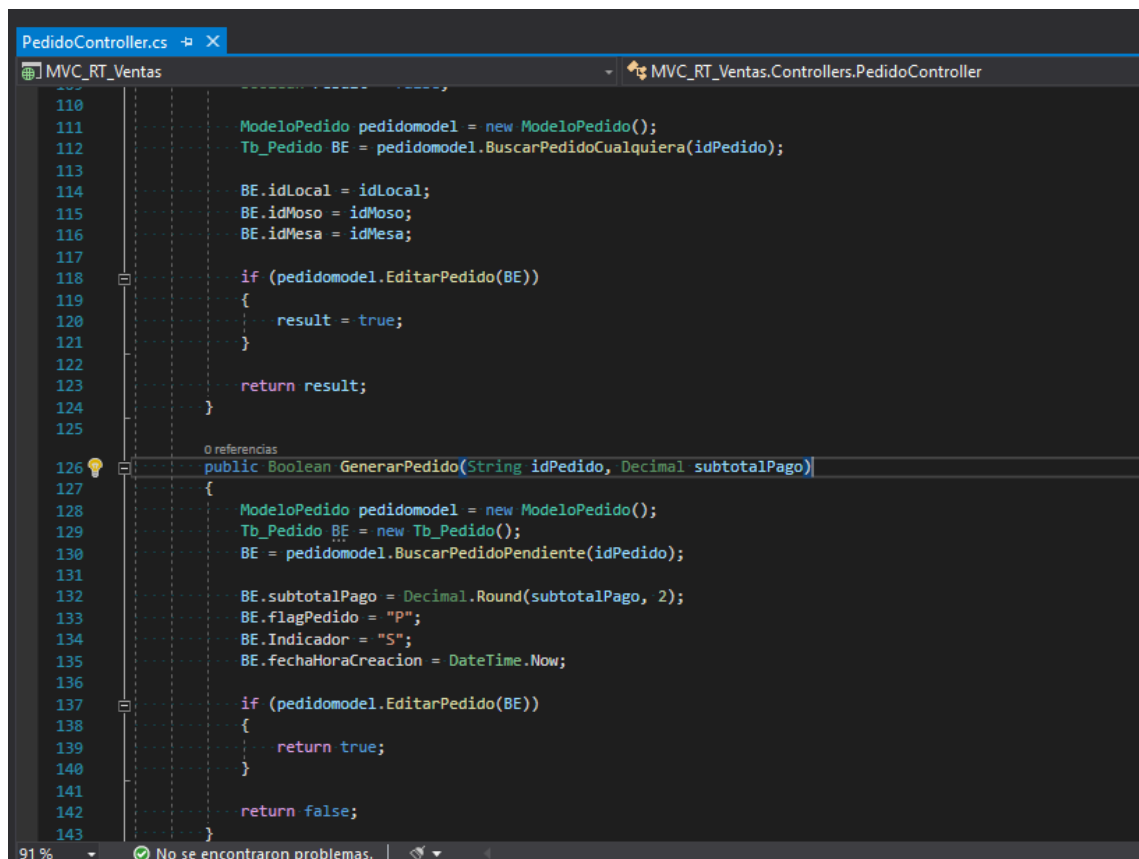 PedidoController.cs
MVC_RT_Ventas MVC_RT_Ventas.Controllers.PedidoController
110
111 ModeloPedido pedidomodel = new ModeloPedido();
112 Tb_Pedido BE = pedidomodel.BuscarPedidoCualquiera(idPedido);
113
114 BE.idLocal = idLocal;
115 BE.idMoso = idMoso;
116 BE.idMesa = idMesa;
117
118 if (pedidomodel.EditarPedido(BE))
119 {
120 result = true;
121 }
122
123 return result;
124 }
125
0 referencias
126 public Boolean GenerarPedido(String idPedido, Decimal subtotalPago)
127 {
128 ModeloPedido pedidomodel = new ModeloPedido();
129 Tb_Pedido BE = new Tb_Pedido();
130 BE = pedidomodel.BuscarPedidoPendiente(idPedido);
131
132 BE.subtotalPago = Decimal.Round(subtotalPago, 2);
133 BE.flagPedido = "P";
134 BE.Indicador = "S";
135 BE.fechaHoraCreacion = DateTime.Now;
136
137 if (pedidomodel.EditarPedido(BE))
138 {
139 return true;
140 }
141
142 return false;
143 }
91 % No se encontraron problemas.